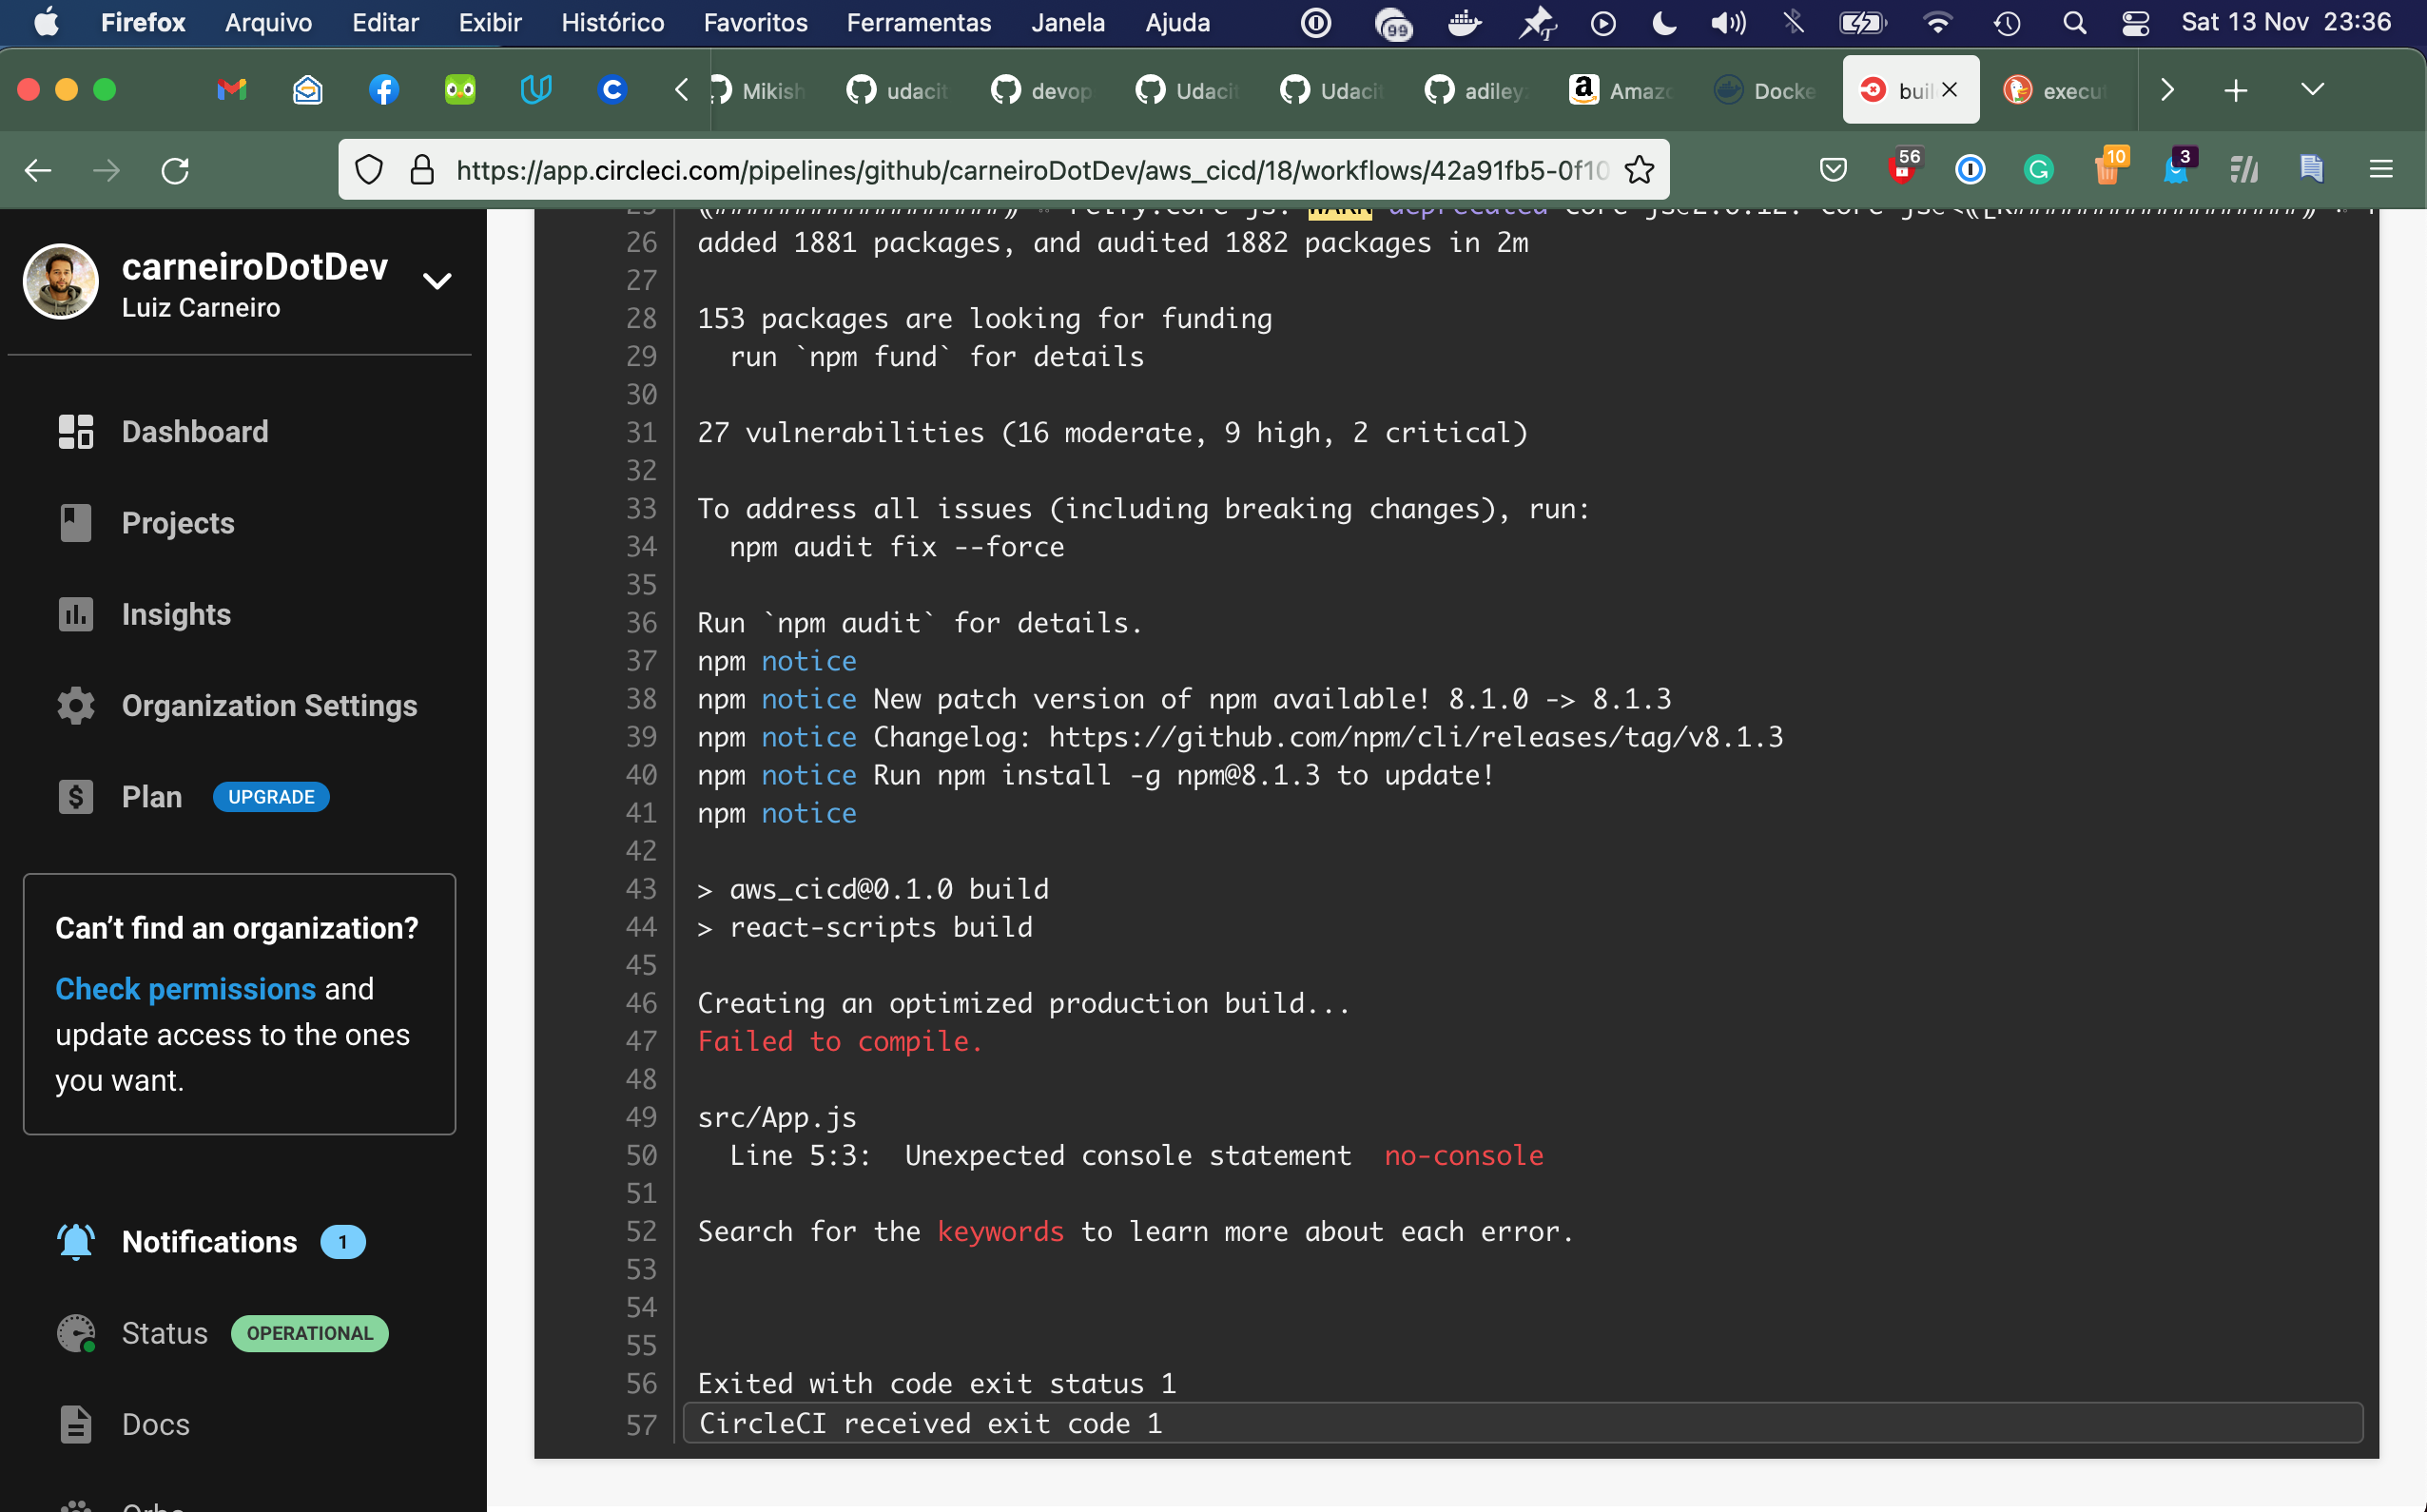 Firefox Arquivo Editar Exibir Histórico Favoritos Ferramentas Janela Ajuda 99 Sat 13 Nov 23:36
Mikish udacit devop Udacit Udacit adiley Amazo Docke buil execu
https://app.circleci.com/pipelines/github/carneiroDotDev/aws_cicd/18/workflows/42a91fb5-0f10 56 10 3
carneiroDotDev
Luiz Carneiro
Dashboard
Projects
Insights
Organization Settings
Plan UPGRADE
Can’t find an organization?
Check permissions and
update access to the ones
you want.
Notifications 1
Status OPERATIONAL
Docs
26 added 1881 packages, and audited 1882 packages in 2m
27
28 153 packages are looking for funding
29 run `npm fund` for details
30
31 27 vulnerabilities (16 moderate, 9 high, 2 critical)
32
33 To address all issues (including breaking changes), run:
34 npm audit fix --force
35
36 Run `npm audit` for details.
37 npm notice
38 npm notice New patch version of npm available! 8.1.0 -> 8.1.3
39 npm notice Changelog: https://github.com/npm/cli/releases/tag/v8.1.3
40 npm notice Run npm install -g npm@8.1.3 to update!
41 npm notice
42
43 > aws_cicd@0.1.0 build
44 > react-scripts build
45
46 Creating an optimized production build...
47 Failed to compile.
48
49 src/App.js
50 Line 5:3: Unexpected console statement no-console
51
52 Search for the keywords to learn more about each error.
53
54
55
56 Exited with code exit status 1
57 CircleCI received exit code 1